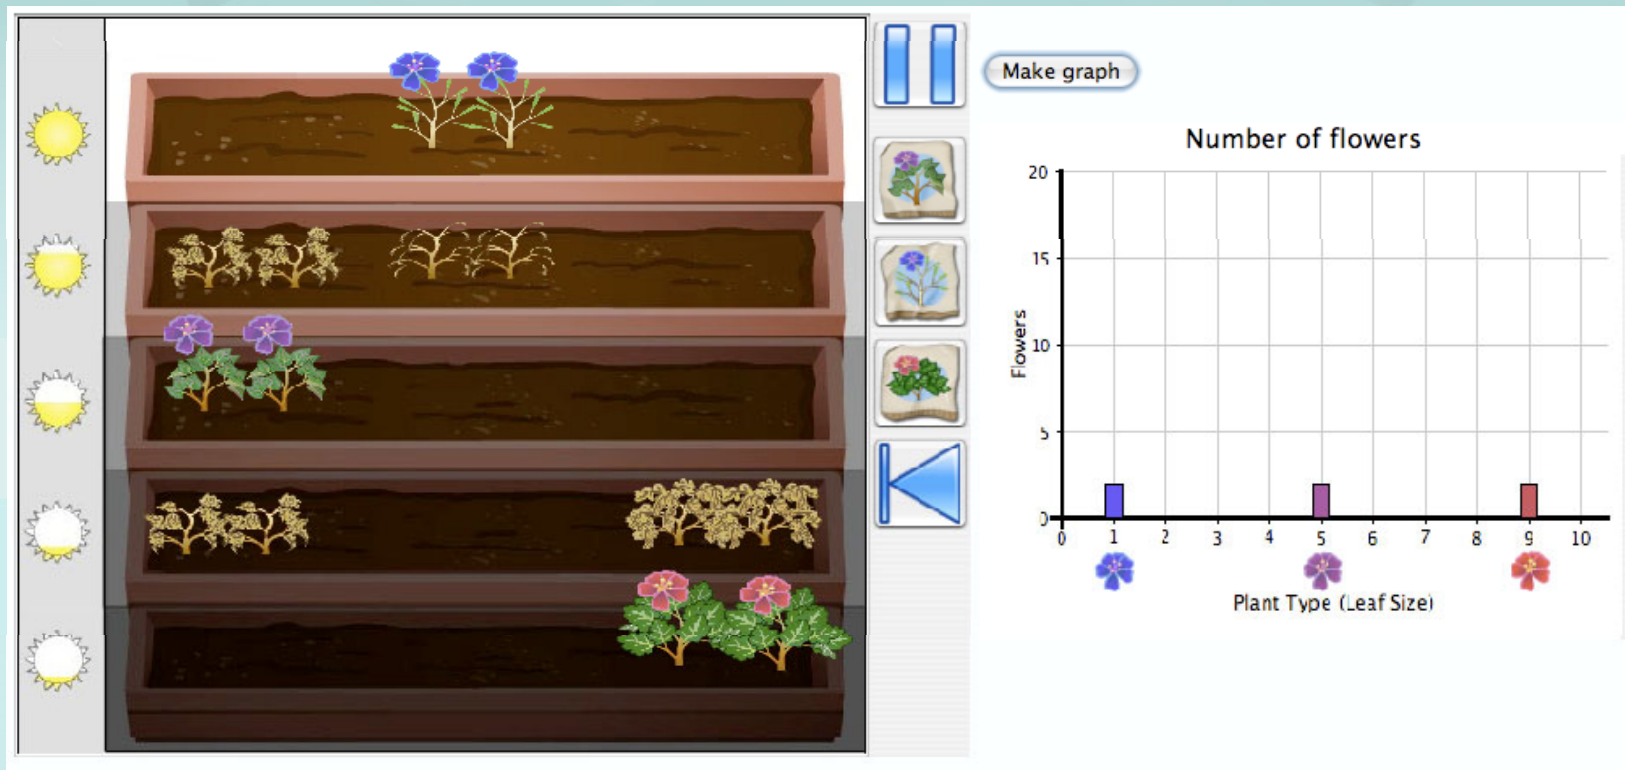 Make graph
Number of flowers
20
15
10
5
0
Flowers
0 1 2 3 4 5 6 7 8 9 10
Plant Type (Leaf Size)